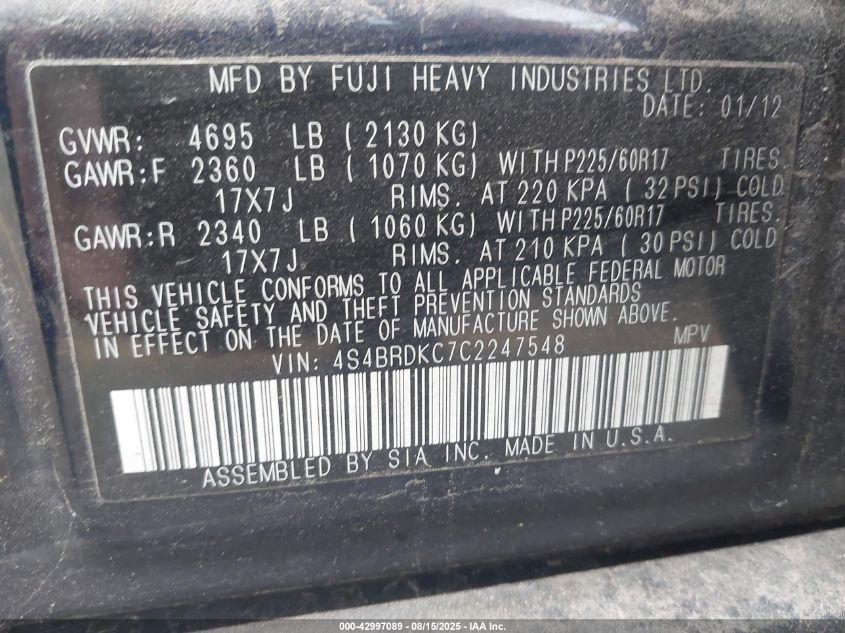 MFD BY FUJI HEAVY INDUSTRIES LTD.
DATE: 01/12
GVWR: 4695 LB ( 2130 KG)
GAWR:F 2360 LB ( 1070 KG) WITH P225/60R17 TIRES
17X7J RIMS. AT 220 KPA ( 32 PSI) COLD
GAWR:R 2340 LB ( 1060 KG) WITH P225/60R17 TIRES.
17X7J RIMS. AT 210 KPA ( 30 PSI) COLD
THIS VEHICLE CONFORMS TO ALL APPLICABLE FEDERAL MOTOR
VEHICLE SAFETY AND THEFT PREVENTION STANDARDS
IN EFFECT ON THE DATE OF MANUFACTURE SHOWN ABOVE.
VIN: 4S4BRDKC7C2247548 MPV
ASSEMBLED BY SIA INC. MADE IN U.S.A.
000-42997089 - 08/15/2025 - IAA Inc.